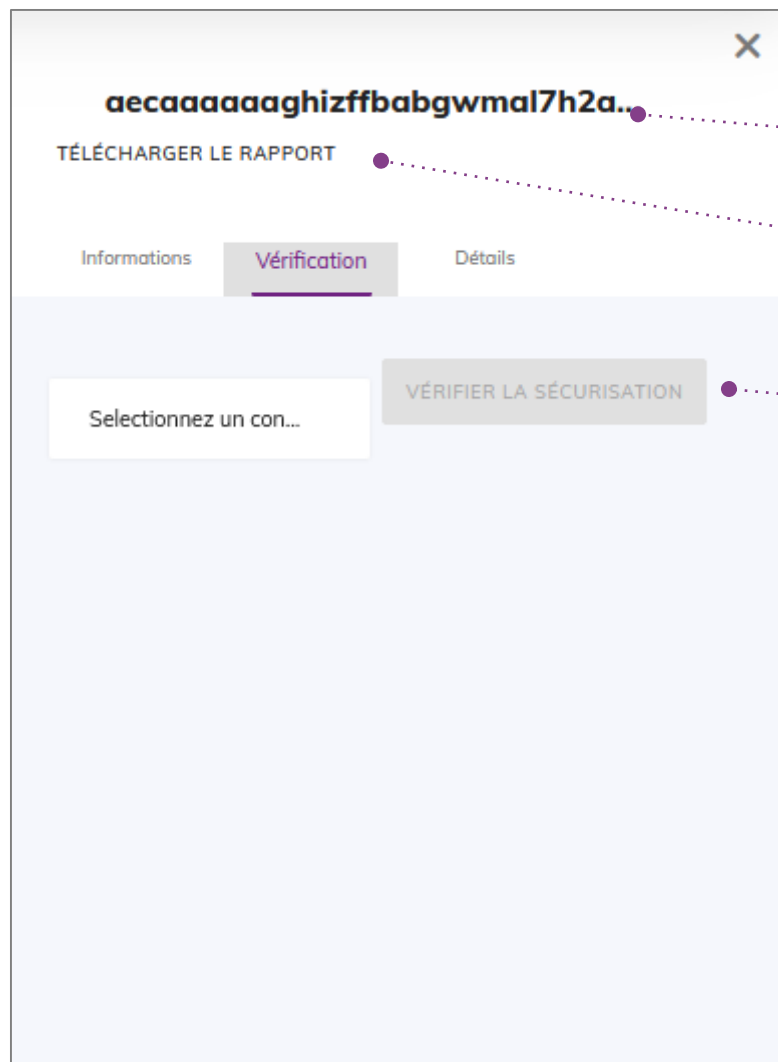 aecaaaaaaghizffbabgwmal7h2a..
TÉLÉCHARGER LE RAPPORT
Informations Vérification Détails
VÉRIFIER LA SÉCURISATION
Selectionnez un con...